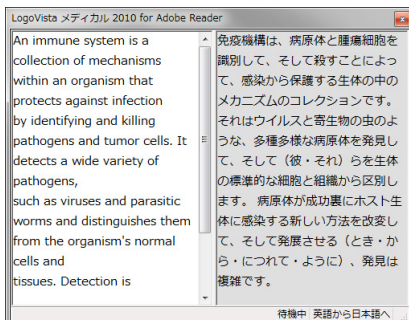 LogoVista メディカル 2010 for Adobe Reader
An immune system is a
collection of mechanisms
within an organism that
protects against infection
by identifying and killing
pathogens and tumor cells. It
detects a wide variety of
pathogens,
such as viruses and parasitic
worms and distinguishes them
from the organism's normal
cells and
tissues. Detection is
免疫機構は、病原体と腫瘍細胞を
識別して、そして殺すことによっ
て、感染から保護する生体の中の
メカニズムのコレクションです。
それはウイルスと寄生物の虫のよ
うな、多種多様な病原体を発見し
て、そして（彼・それ）らを生体
の標準的な細胞と組織から区別し
ます。 病原体が成功裏にホスト生
体に感染する新しい方法を改変し
て、そして発展させる（とき・か
ら・につれて・ように）、発見は
複雑です。
待機中 英語から日本語へ